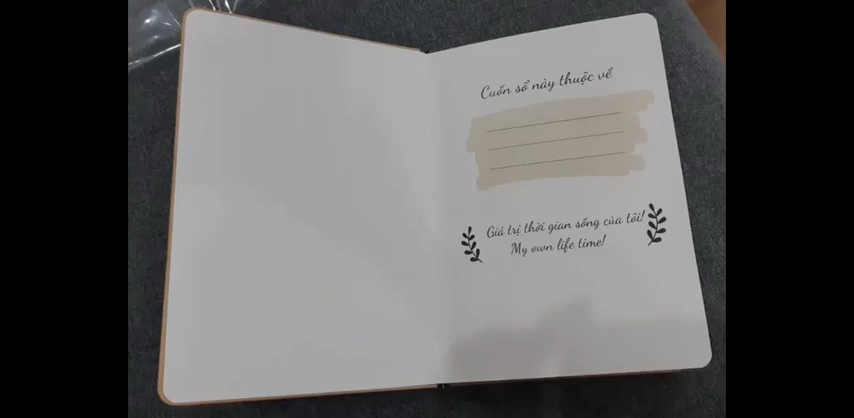 Cuốn sổ này thuộc về
Giá trị thời gian sống của tôi!
My own life time!